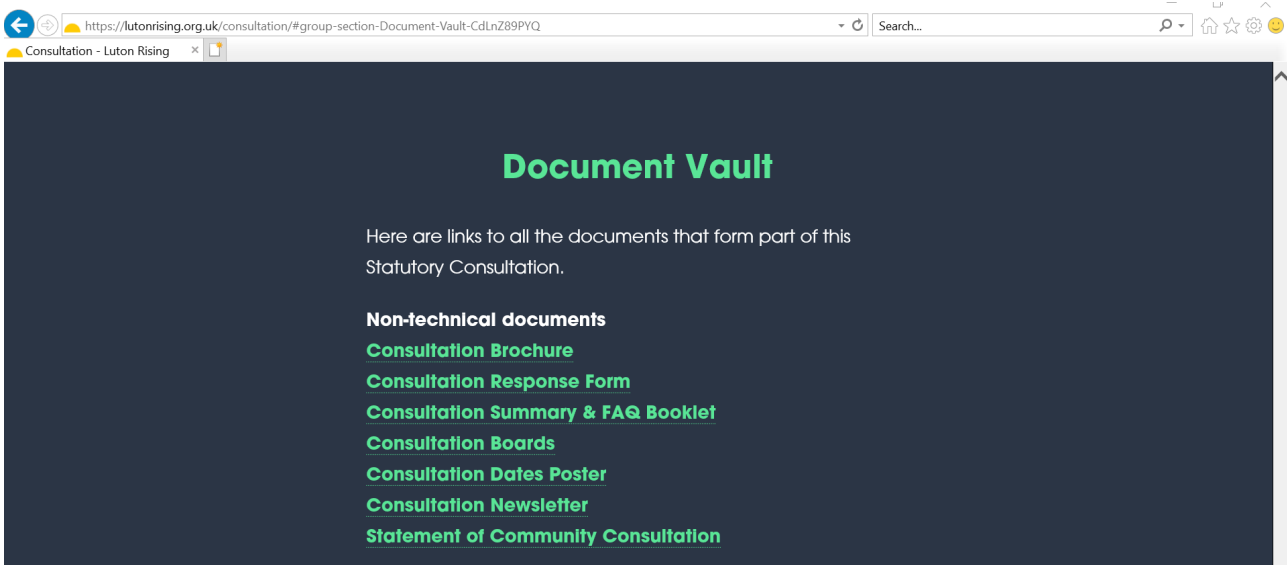 https://lutonrising.org.uk/consultation/#group-section-Document-Vault-CdLnZ89PYQ
Search...
Consultation - Luton Rising
Document Vault
Here are links to all the documents that form part of this
Statutory Consultation.
Non-technical documents
Consultation Brochure
Consultation Response Form
Consultation Summary & FAQ Booklet
Consultation Boards
Consultation Dates Poster
Consultation Newsletter
Statement of Community Consultation